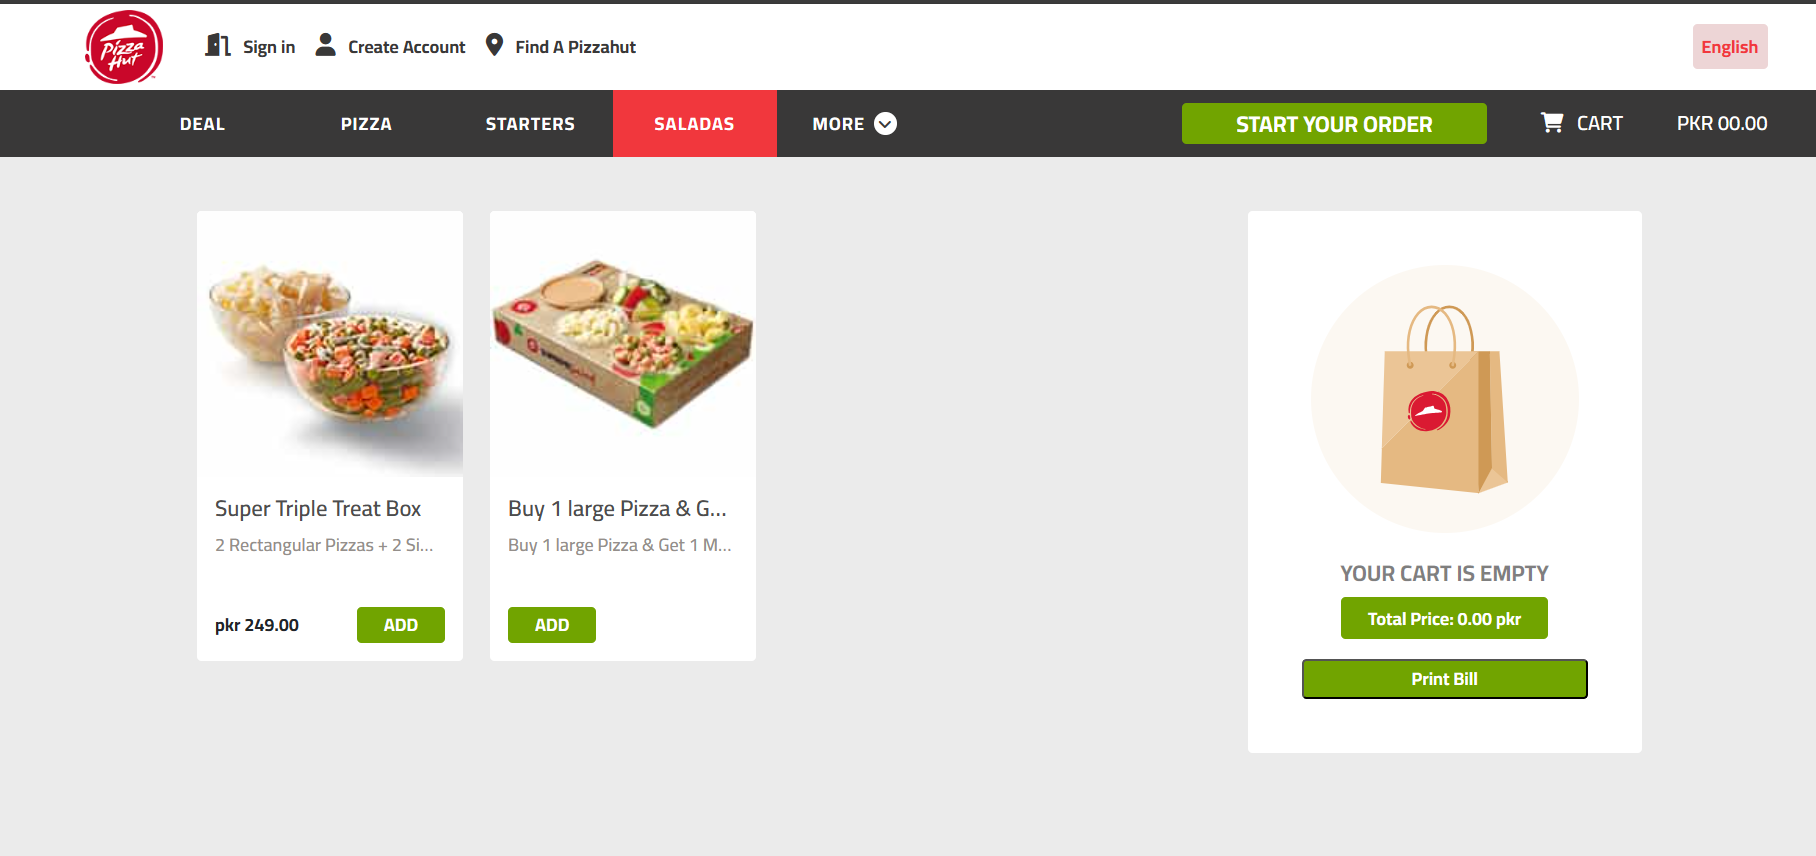 Pizza Hut
Sign in
Create Account
Find A Pizzahut
English
DEAL
PIZZA
STARTERS
SALADAS
MORE
START YOUR ORDER
CART
PKR 00.00
Super Triple Treat Box
2 Rectangular Pizzas + 2 Si...
pkr 249.00
ADD
Buy 1 large Pizza & G...
Buy 1 large Pizza & Get 1 M...
ADD
YOUR CART IS EMPTY
Total Price: 0.00 pkr
Print Bill